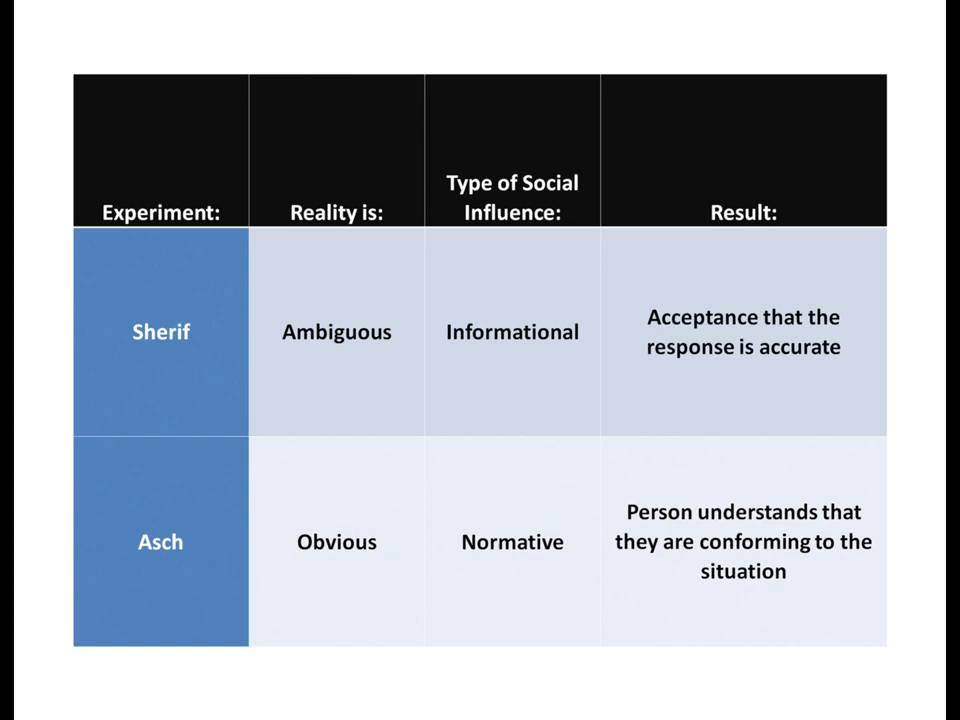 Experiment:
Reality is:
Type of Social
Influence:
Result:
Sherif
Ambiguous
Informational
Acceptance that the
response is accurate
Asch
Obvious
Normative
Person understands that
they are conforming to the
situation